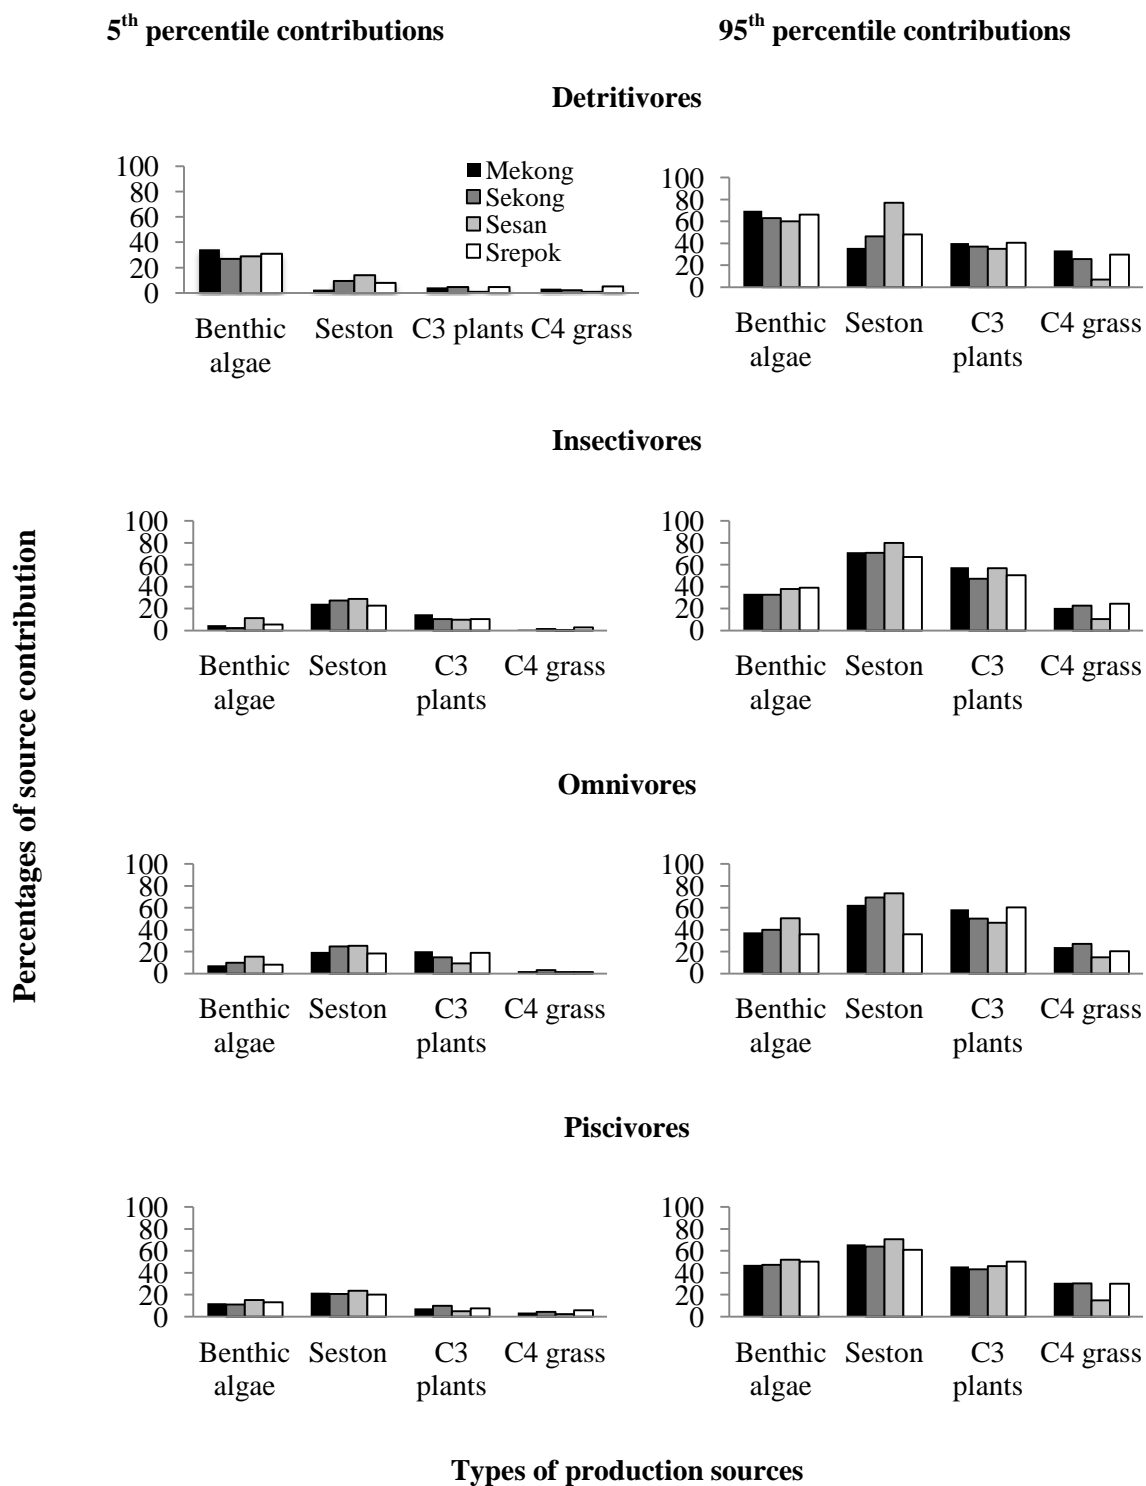 5th percentile contributions
95th percentile contributions
Detritivores
100
80
60
40
20
0
Mekong
Sekong
Sesan
Srepok
Benthic algae
Seston
C3 plants
C4 grass
100
80
60
40
20
0
Benthic algae
Seston
C3 plants
C4 grass
Insectivores
100
80
60
40
20
0
Benthic algae
Seston
C3 plants
C4 grass
100
80
60
40
20
0
Benthic algae
Seston
C3 plants
C4 grass
Percentages of source contribution
Omnivores
100
80
60
40
20
0
Benthic algae
Seston
C3 plants
C4 grass
100
80
60
40
20
0
Benthic algae
Seston
C3 plants
C4 grass
Piscivores
100
80
60
40
20
0
Benthic algae
Seston
C3 plants
C4 grass
100
80
60
40
20
0
Benthic algae
Seston
C3 plants
C4 grass
Types of production sources